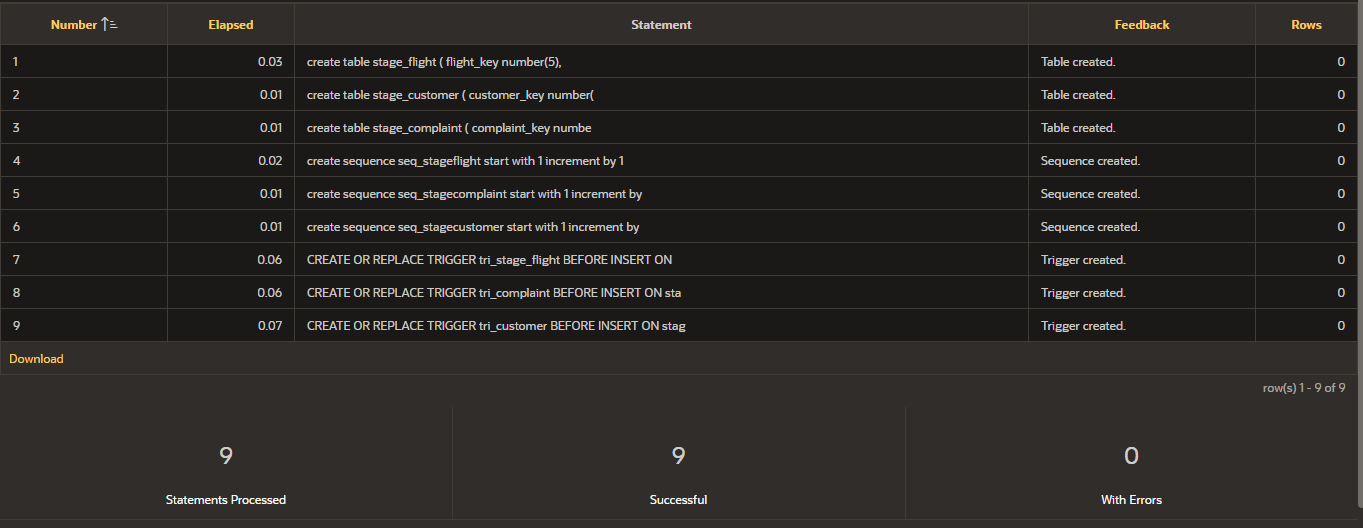 Number Elapsed Statement Feedback Rows
1 0.03 create table stage_flight ( flight_key number(5), Table created. 0
2 0.01 create table stage_customer ( customer_key number( Table created. 0
3 0.01 create table stage_complaint ( complaint_key numbe Table created. 0
4 0.02 create sequence seq_stageflight start with 1 increment by 1 Sequence created. 0
5 0.01 create sequence seq_stagecomplaint start with 1 increment by Sequence created. 0
6 0.01 create sequence seq_stagecustomer start with 1 increment by Sequence created. 0
7 0.06 CREATE OR REPLACE TRIGGER tri_stage_flight BEFORE INSERT ON Trigger created. 0
8 0.06 CREATE OR REPLACE TRIGGER tri_complaint BEFORE INSERT ON sta Trigger created. 0
9 0.07 CREATE OR REPLACE TRIGGER tri_customer BEFORE INSERT ON stag Trigger created. 0
Download
row(s) 1 - 9 of 9
9 9 0
Statements Processed Successful With Errors